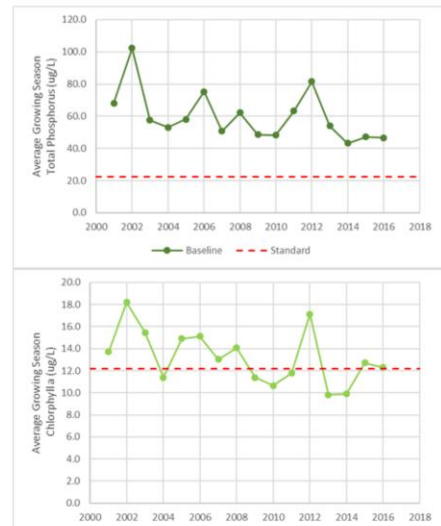 120.0
100.0
80.0
60.0
40.0
20.0
0.0
Average Growing Season
Total Phosphorus (ug/L)
2000 2002 2004 2006 2008 2010 2012 2014 2016 2018
Baseline Standard
20.0
18.0
16.0
14.0
12.0
10.0
8.0
6.0
4.0
2.0
0.0
Average Growing Season
Chlorphyll a (ug/L)
2000 2002 2004 2006 2008 2010 2012 2014 2016 2018